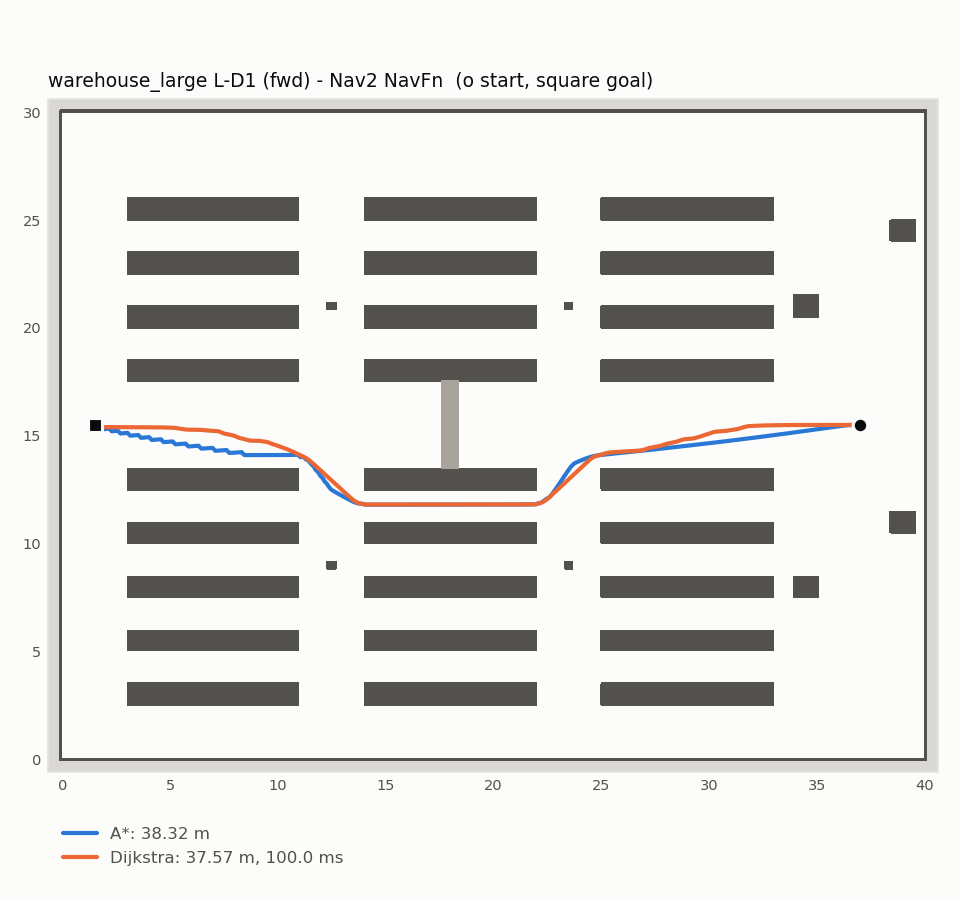 warehouse_large L-D1 (fwd) - Nav2 NavFn  (o start, square goal)
30
25
20
15
10
5
0
0 5 10 15 20 25 30 35 40
A*: 38.32 m
Dijkstra: 37.57 m, 100.0 ms